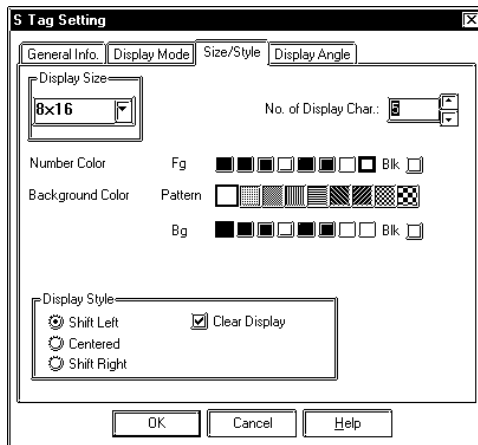 S Tag Setting
General Info. Display Mode Size/Style Display Angle
Display Size
8×16
No. of Display Char.: 5
Number Color Fg Blk
Background Color Pattern
Bg Blk
Display Style
Shift Left Clear Display
Centered
Shift Right
OK Cancel Help